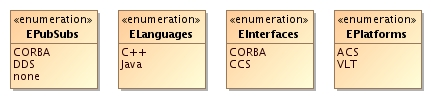 «enumeration»
EPubSubs
CORBA
DDS
none
«enumeration»
ELanguages
C++
Java
«enumeration»
EInterfaces
CORBA
CCS
«enumeration»
EPlatforms
ACS
VLT